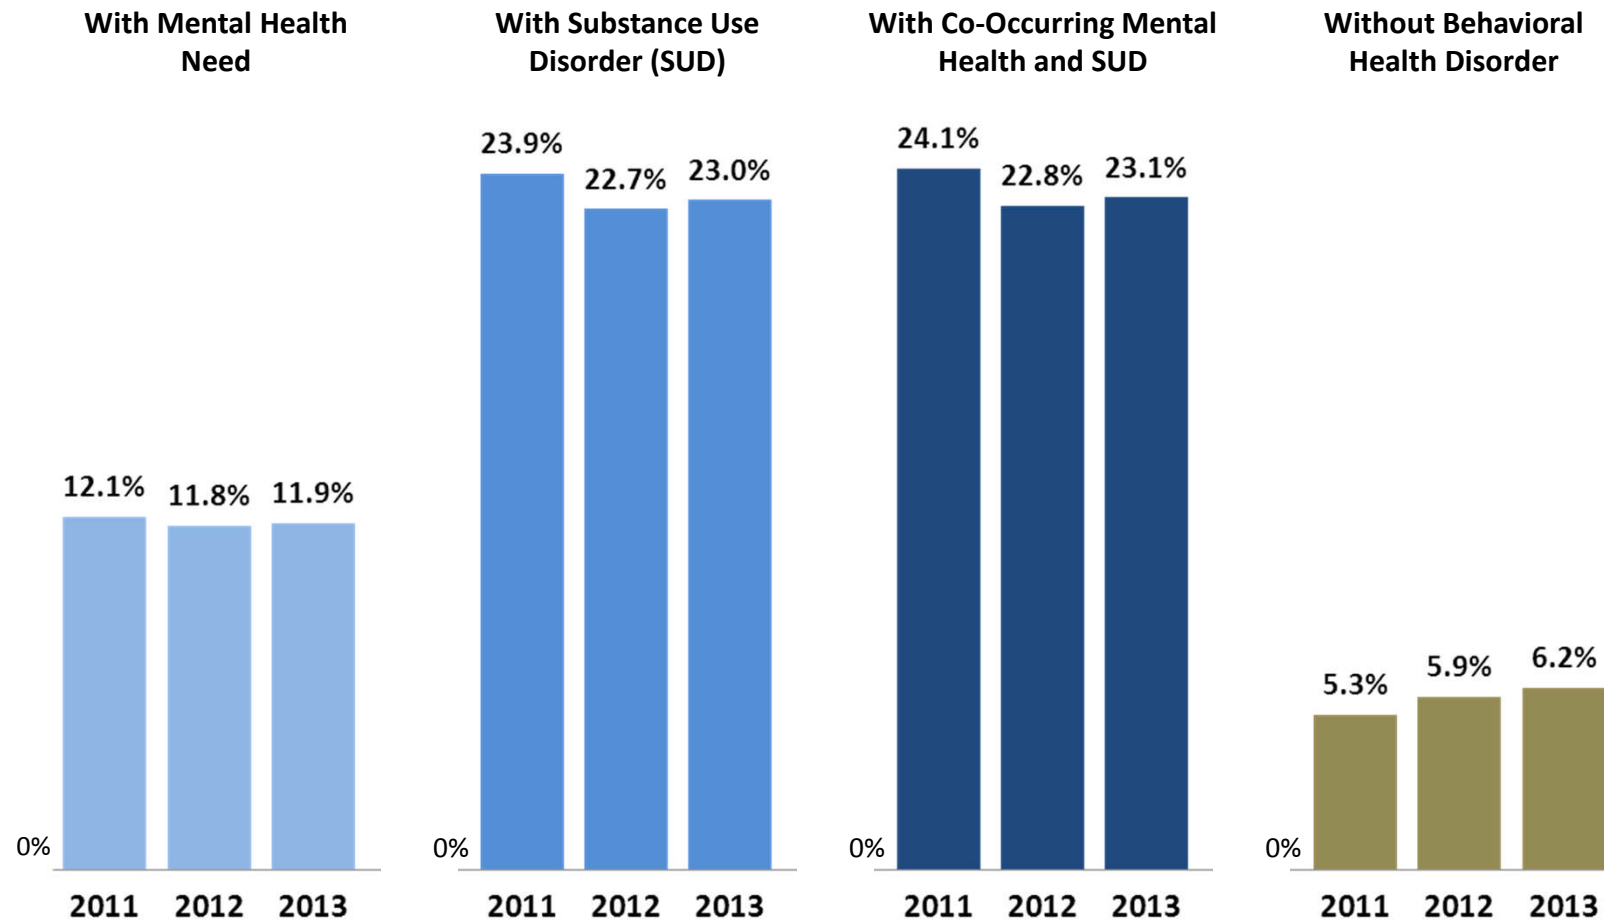 With Mental Health
Need
12.1%
11.8%
11.9%
0%
2011 2012 2013
With Substance Use
Disorder (SUD)
23.9%
22.7%
23.0%
0%
2011 2012 2013
With Co-Occurring Mental
Health and SUD
24.1%
22.8%
23.1%
0%
2011 2012 2013
Without Behavioral
Health Disorder
5.3%
5.9%
6.2%
0%
2011 2012 2013